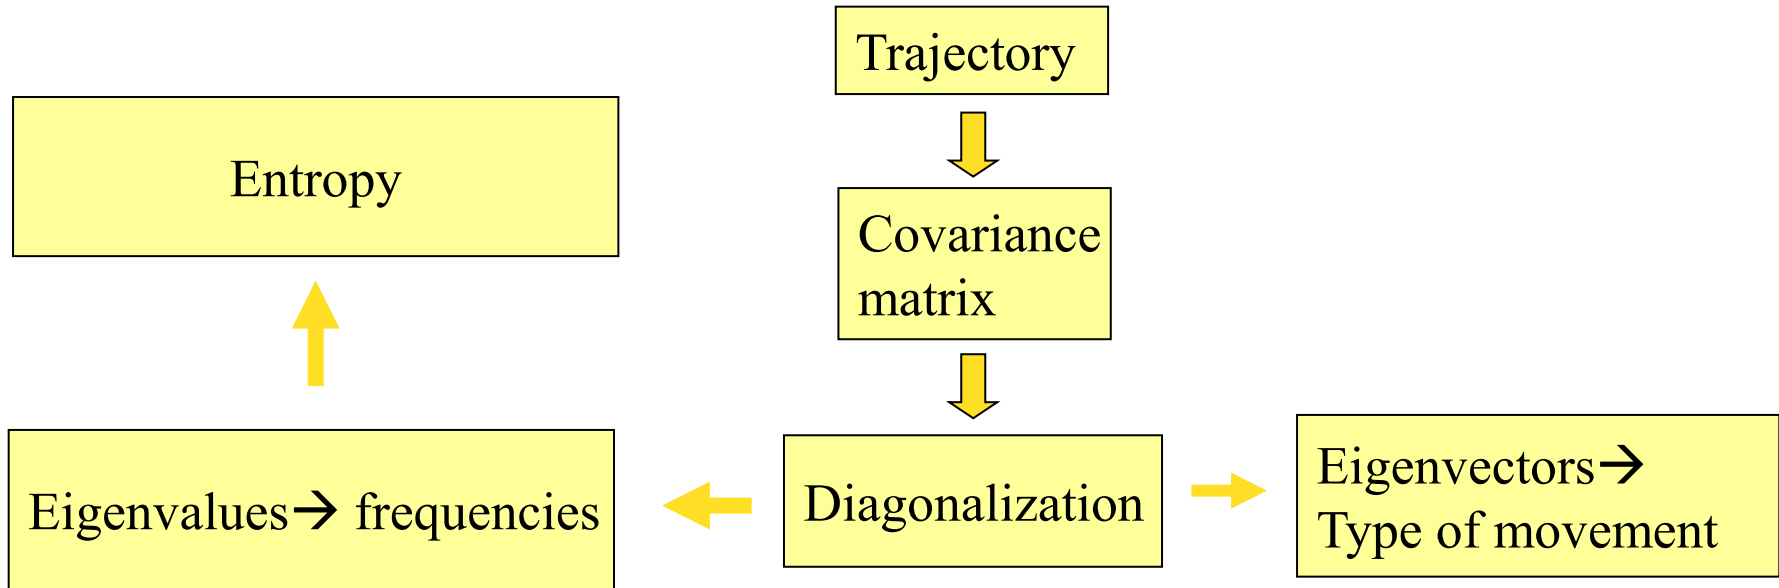 Trajectory
Entropy
Covariance
matrix
Eigenvalues→ frequencies
Diagonalization
Eigenvectors→
Type of movement